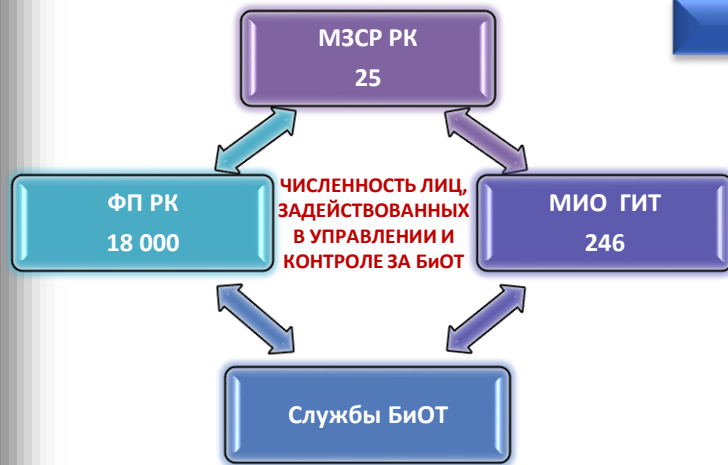 МЗСР РК
25
ФП РК
18 000
ЧИСЛЕННОСТЬ ЛИЦ,
ЗАДЕЙСТВОВАННЫХ
В УПРАВЛЕНИИ И
КОНТРОЛЕ ЗА БиОТ
МИО ГИТ
246
Службы БиОТ